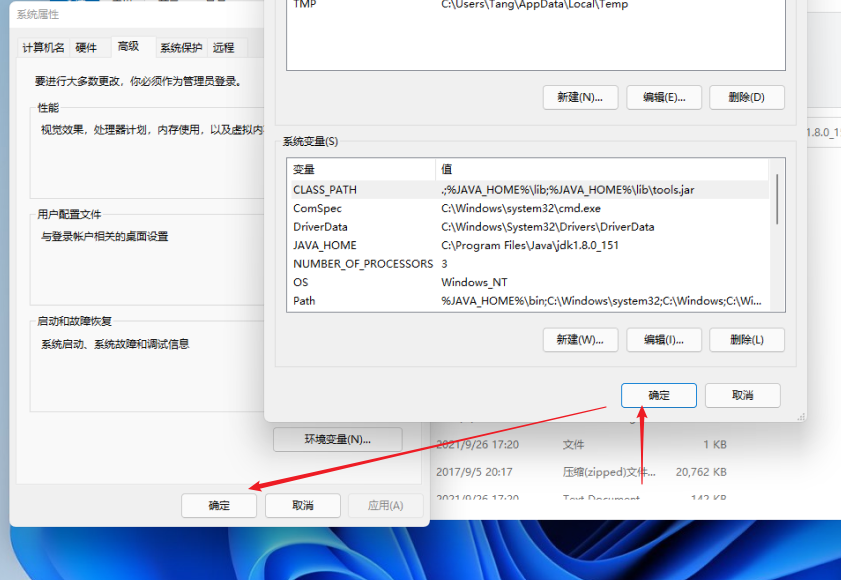 系统属性
计算机名 硬件 高级 系统保护 远程
要进行大多数更改，你必须作为管理员登录。
性能
视觉效果，处理器计划，内存使用，以及虚拟内
用户配置文件
与登录帐户相关的桌面设置
启动和故障恢复
系统启动、系统故障和调试信息
环境变量(N)...
确定 取消 应用(A)
TMP C:\Users\Tang\AppData\Local\Temp
新建(N)... 编辑(E)... 删除(D)
系统变量(S)
变量 值
CLASS_PATH .;%JAVA_HOME%\lib;%JAVA_HOME%\lib\tools.jar
ComSpec C:\Windows\system32\cmd.exe
DriverData C:\Windows\System32\Drivers\DriverData
JAVA_HOME C:\Program Files\Java\jdk1.8.0_151
NUMBER_OF_PROCESSORS 3
OS Windows_NT
Path %JAVA_HOME%\bin;C:\Windows\system32;C:\Windows;C:\Wi...
新建(W)... 编辑(I)... 删除(L)
确定 取消
2021/9/26 17:20 文件 1 KB
2017/9/5 20:17 压缩(zipped)文件... 20,762 KB
2021/9/26 17:20 Text Document 142 KB